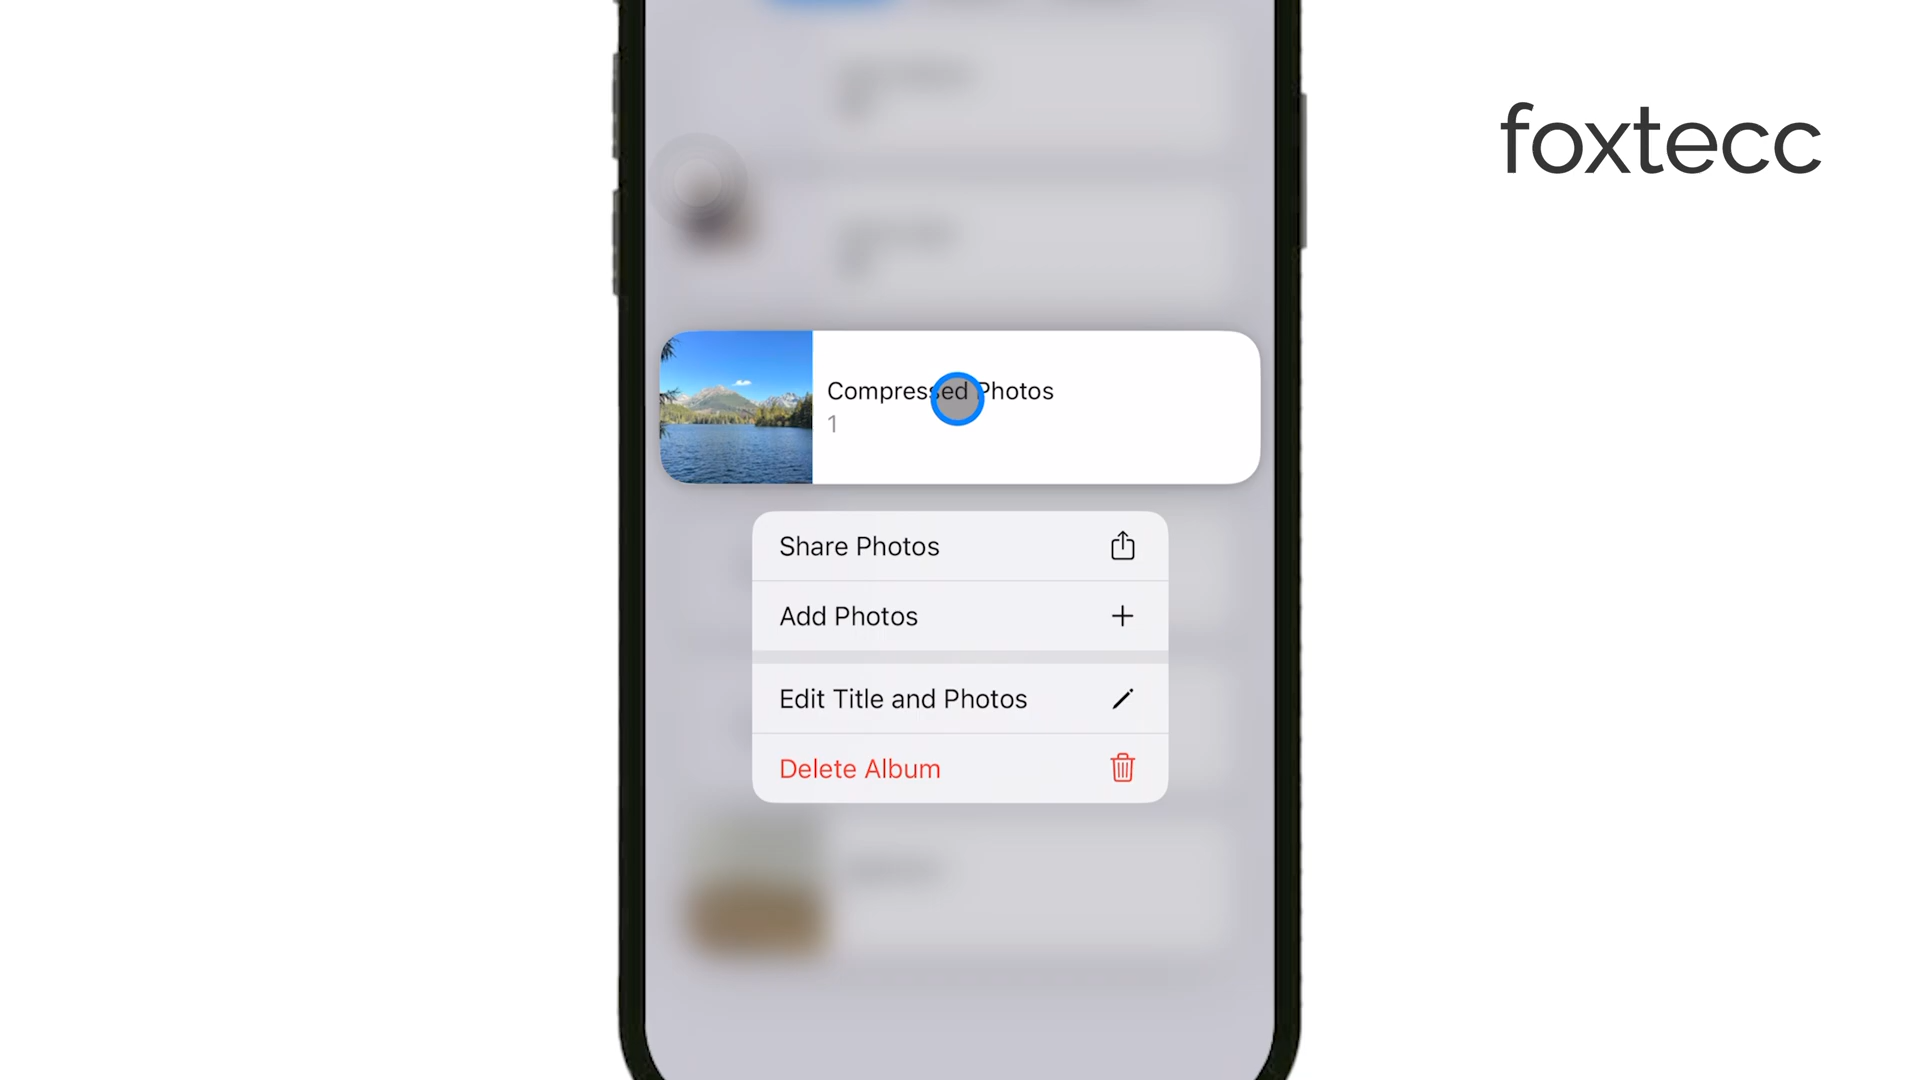 foxtecc
Compressed Photos
1
Share Photos
Add Photos
Edit Title and Photos
Delete Album